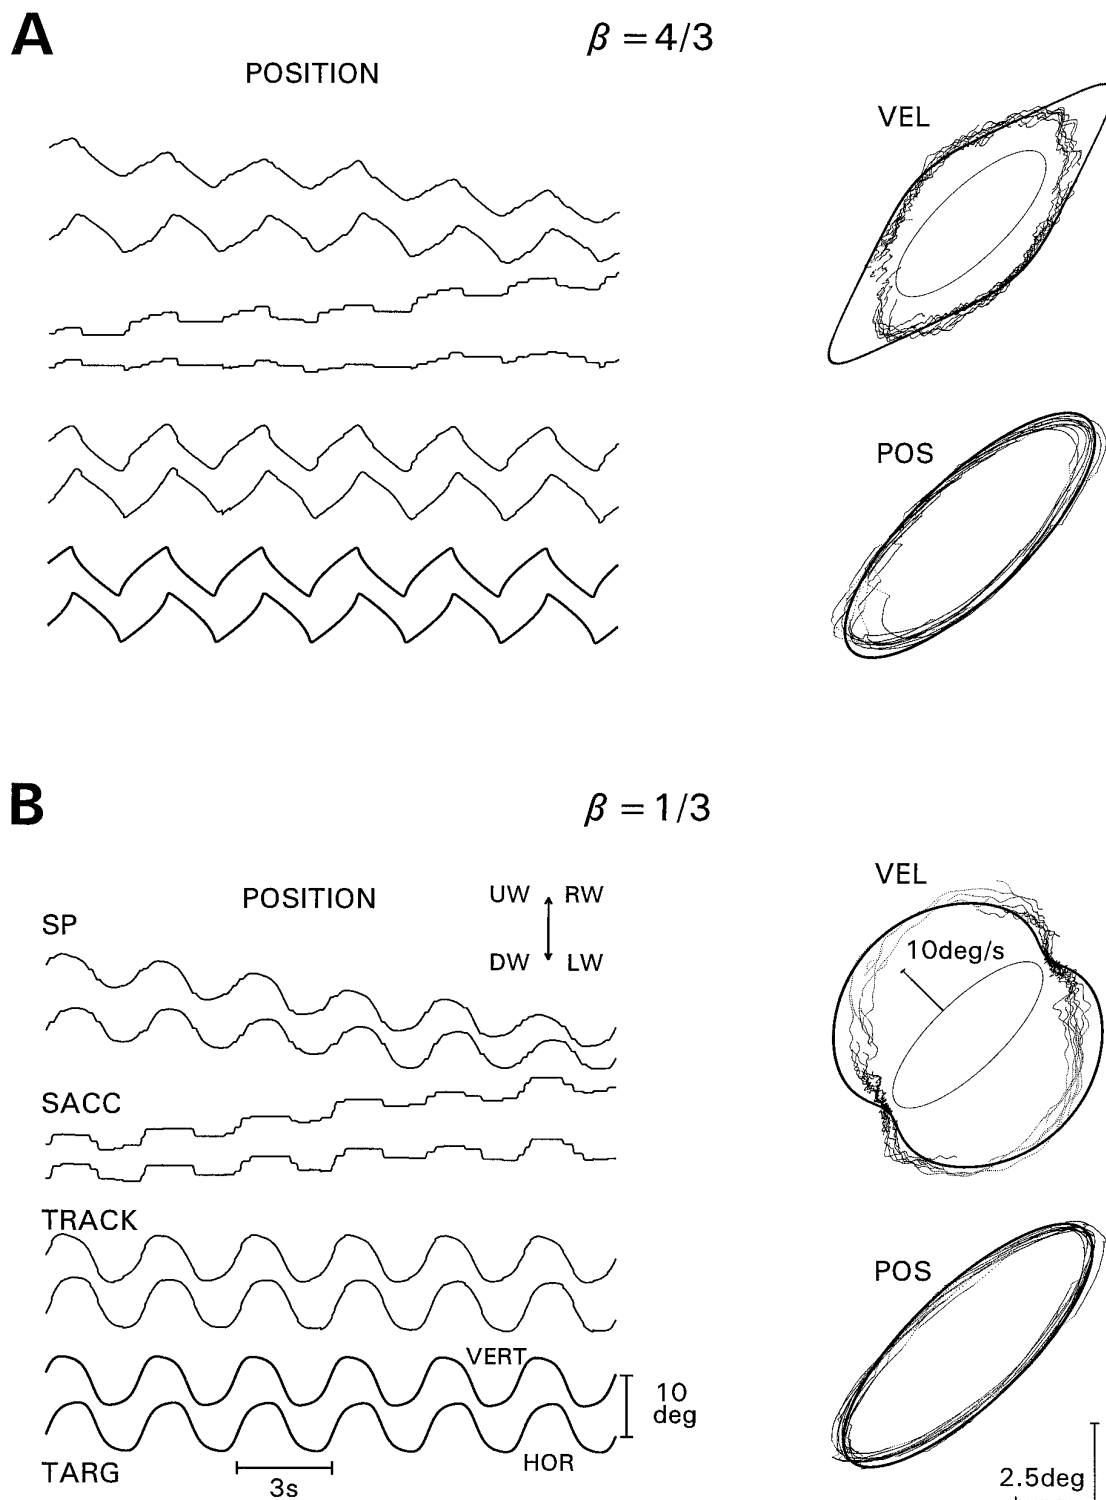 A
β = 4/3
POSITION
VEL
POS
B
β = 1/3
POSITION
UW RW
DW LW
VEL
SP
10deg/s
SACC
TRACK
POS
VERT
10
deg
HOR
TARG
3s
2.5deg